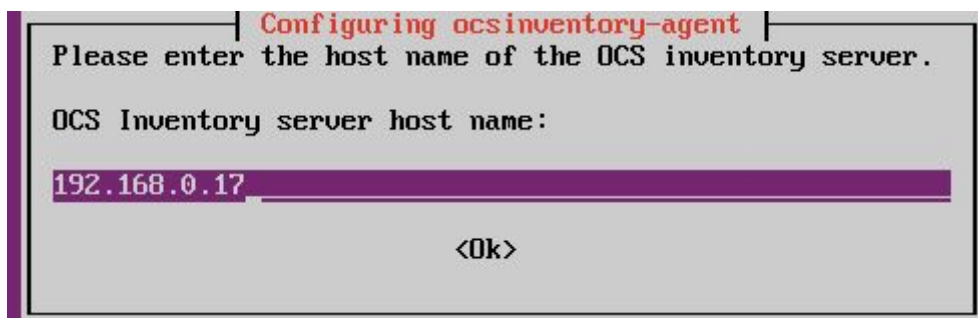 Configuring ocsinventory-agent
Please enter the host name of the OCS inventory server.
OCS Inventory server host name:
192.168.0.17
<Ok>